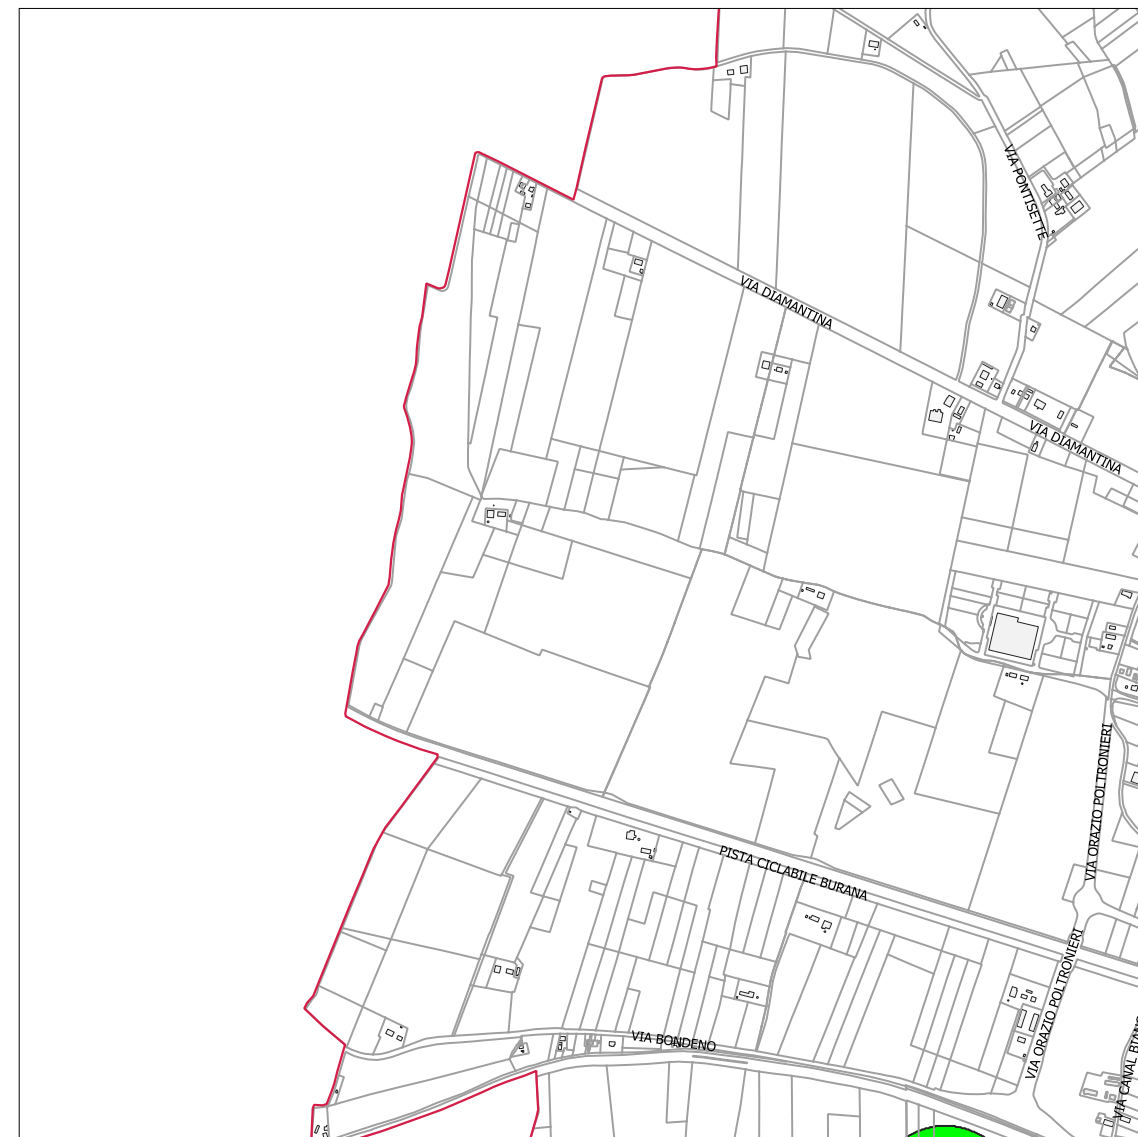 VIA PONTISETTE
VIA DIAMANTINA
VIA DIAMANTINA
VIA ORAZIO POLTRONIERI
PISTA CICLABILE BURANA
VIA ORAZIO POLTRONIERI
VIA BONDENO
VIA CANAL BIANC